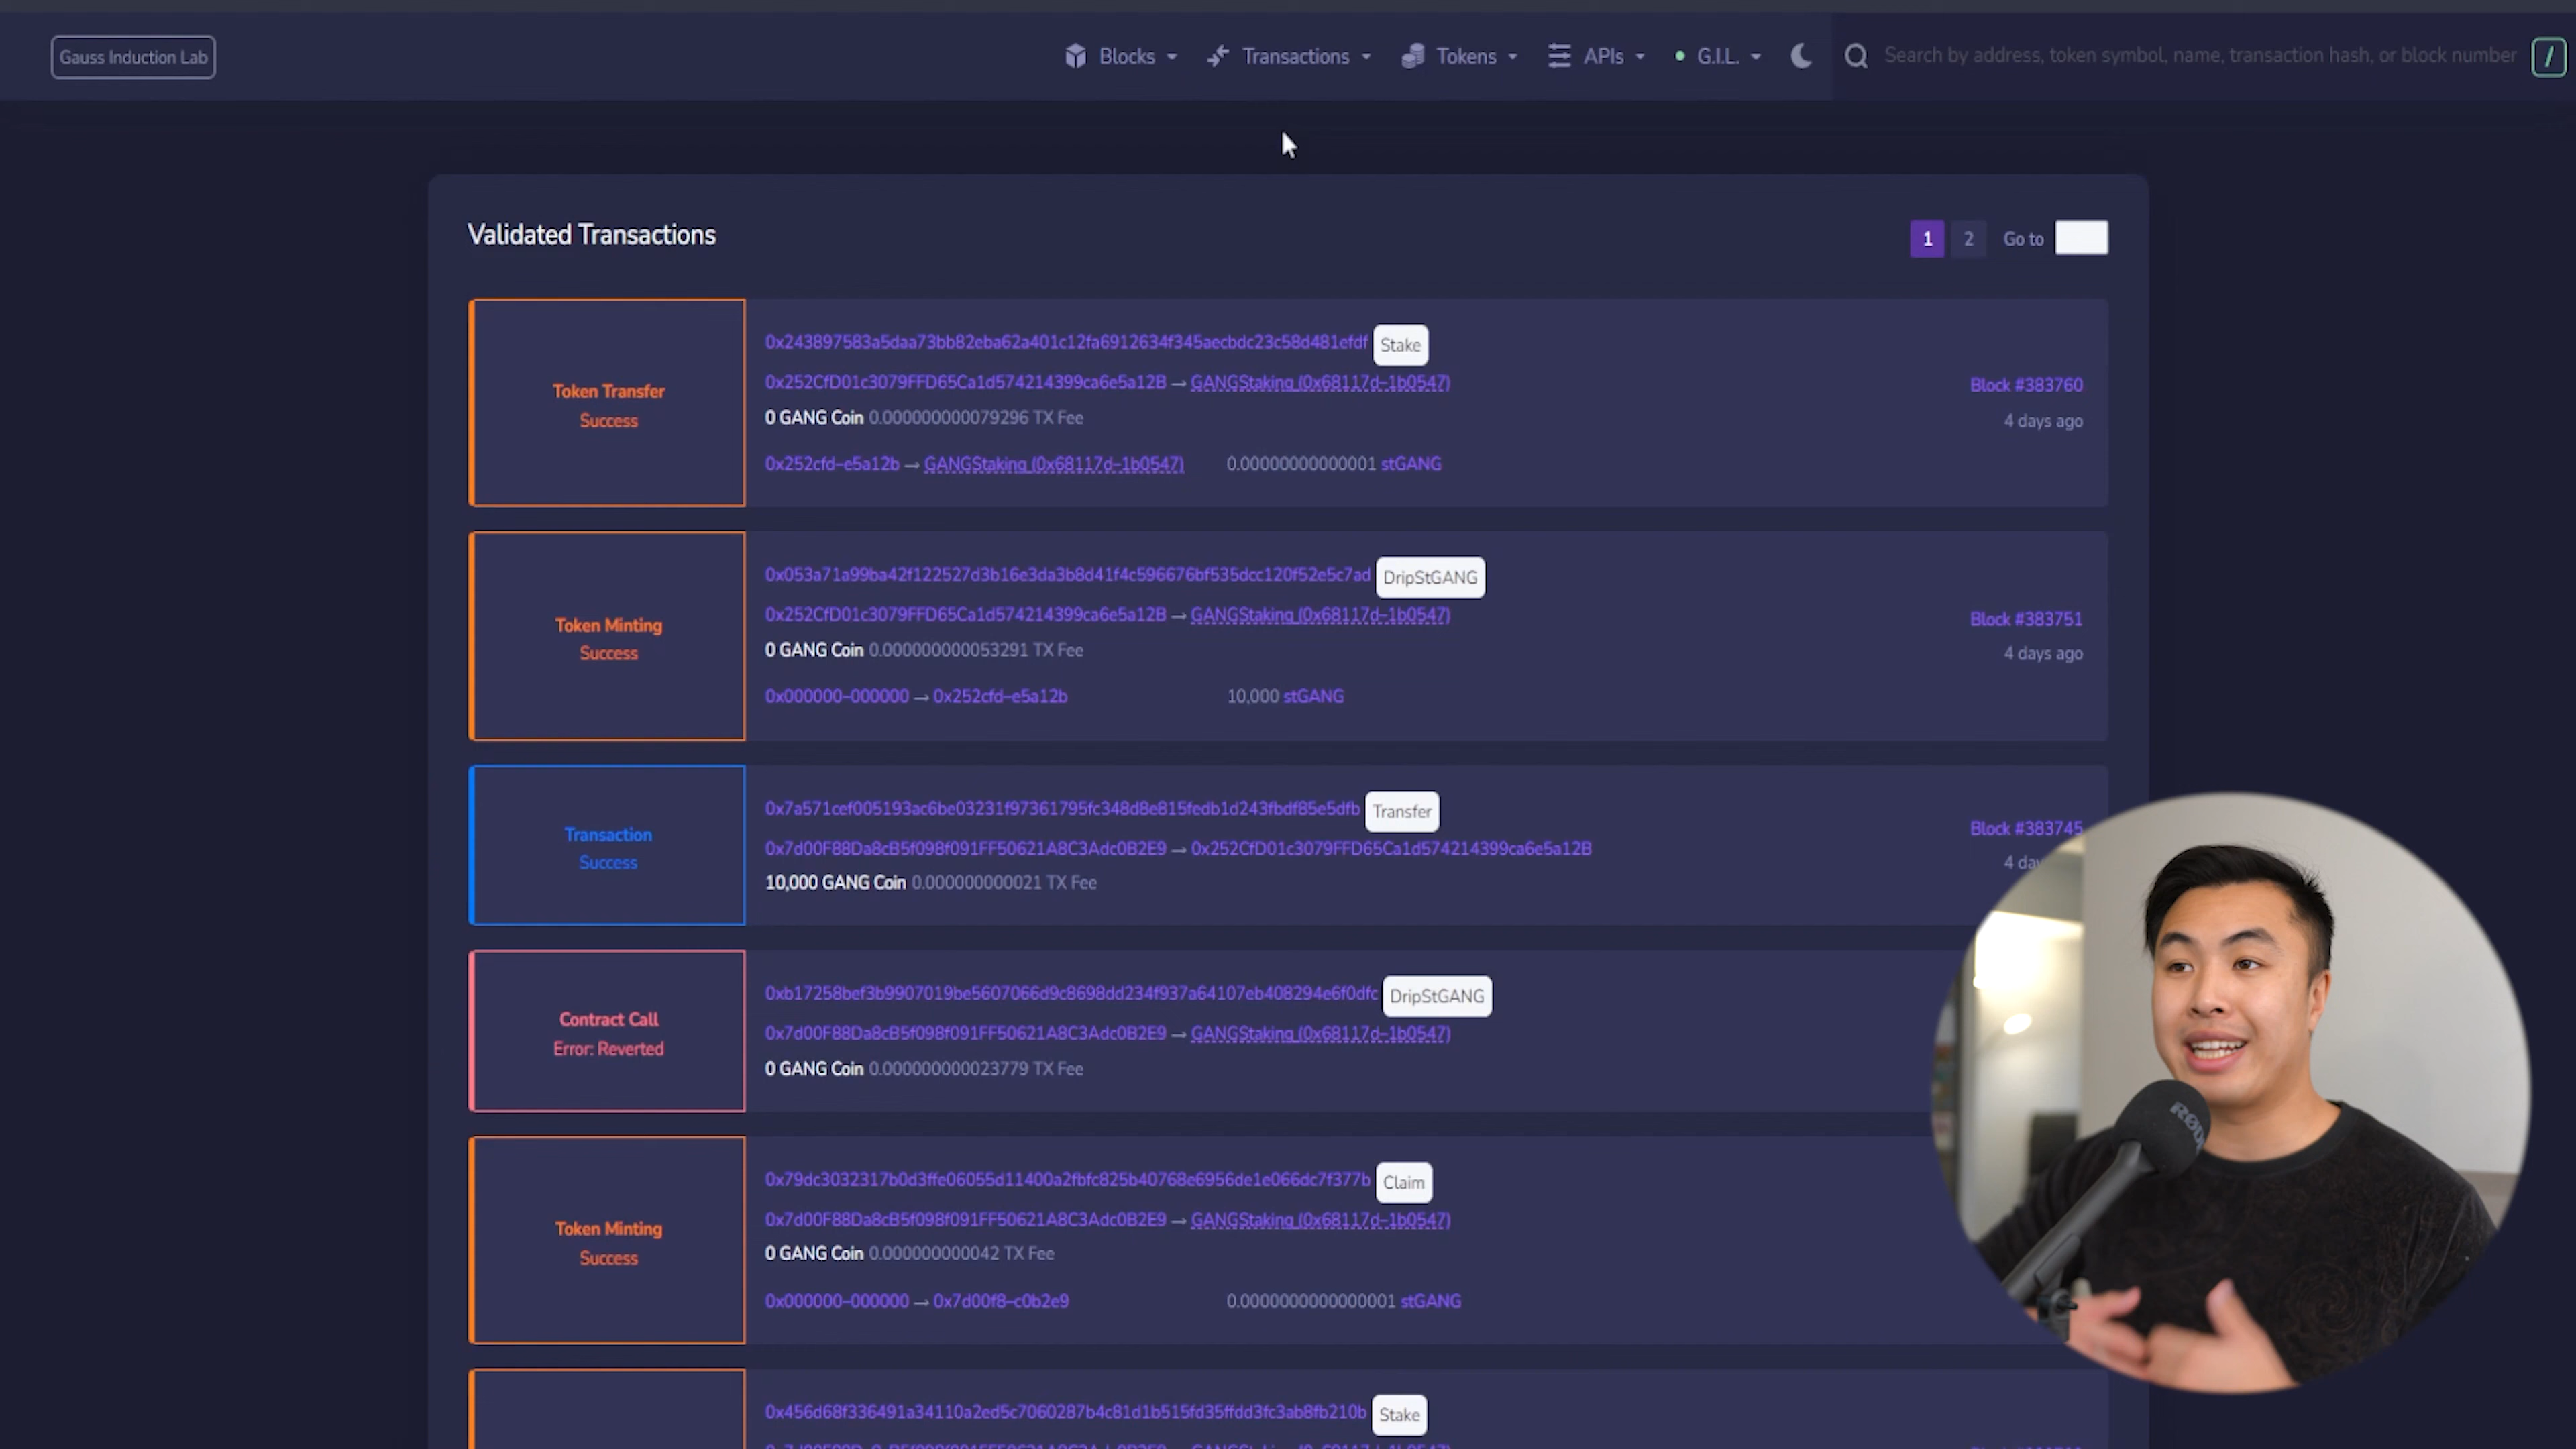 Gauss Induction Lab
Blocks
Transactions
Tokens
APIs
G.I.L.
Search by address, token symbol, name, transaction hash, or block number
/
Validated Transactions
1
2
Go to
Token Transfer
Success
0x243897583a5daa73bb82eba62a401c12fa6912634f345aecbdc23c58d481efdf Stake
0x252CfD01c3079FFD65Ca1d574214399ca6e5a12B → GANGStaking (0x68117d–1b0547)
0 GANG Coin 0.000000000079296 TX Fee
0x252cfd–e5a12b → GANGStaking (0x68117d–1b0547) 0.00000000000001 stGANG
Block #383760
4 days ago
Token Minting
Success
0x053a71a99ba42f122527d3b16e3da3b8d41f4c596676bf535dcc120f52e5c7ad DripStGANG
0x252CfD01c3079FFD65Ca1d574214399ca6e5a12B → GANGStaking (0x68117d–1b0547)
0 GANG Coin 0.000000000053291 TX Fee
0x000000–000000 → 0x252cfd–e5a12b 10,000 stGANG
Block #383751
4 days ago
Transaction
Success
0x7a571cef005193ac6be03231f97361795fc348d8e815fedb1d243fbdf85e5dfb Transfer
0x7d00F88Da8cB5f098f091FF50621A8C3Adc0B2E9 → 0x252CfD01c3079FFD65Ca1d574214399ca6e5a12B
10,000 GANG Coin 0.000000000021 TX Fee
Block #383745
4 day
Contract Call
Error: Reverted
0xb17258bef3b9907019be5607066d9c8698dd234f937a64107eb408294e6f0dfc DripStGANG
0x7d00F88Da8cB5f098f091FF50621A8C3Adc0B2E9 → GANGStaking (0x68117d–1b0547)
0 GANG Coin 0.000000000023779 TX Fee
Token Minting
Success
0x79dc3032317b0d3ffe06055d11400a2fbfc825b40768e6956de1e066dc7f377b Claim
0x7d00F88Da8cB5f098f091FF50621A8C3Adc0B2E9 → GANGStaking (0x68117d–1b0547)
0 GANG Coin 0.000000000042 TX Fee
0x000000–000000 → 0x7d00f8–c0b2e9 0.0000000000000001 stGANG
0x456d68f336491a34110a2ed5c7060287b4c81d1b515fd35ffdd3fc3ab8fb210b Stake
RØDE